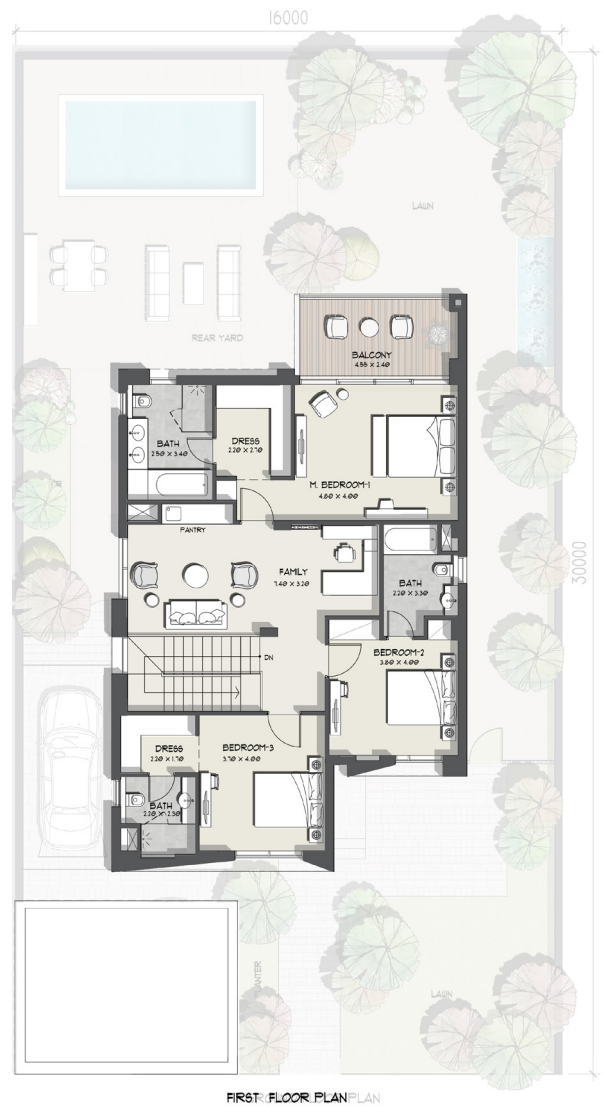 16000
LAWN
REAR YARD
BALCONY
4.55 X 2.40
BATH
2.50 X 3.40
DRESS
2.20 X 2.70
M. BEDROOM-1
4.80 X 4.00
PANTRY
FAMILY
7.40 X 3.20
BATH
2.20 X 3.30
30000
DN
BEDROOM-2
3.80 X 4.00
DRESS
2.20 X 1.70
BEDROOM-3
3.70 X 4.00
BATH
2.20 X 2.30
PLANTER
LAWN
FIRST FLOOR PLAN